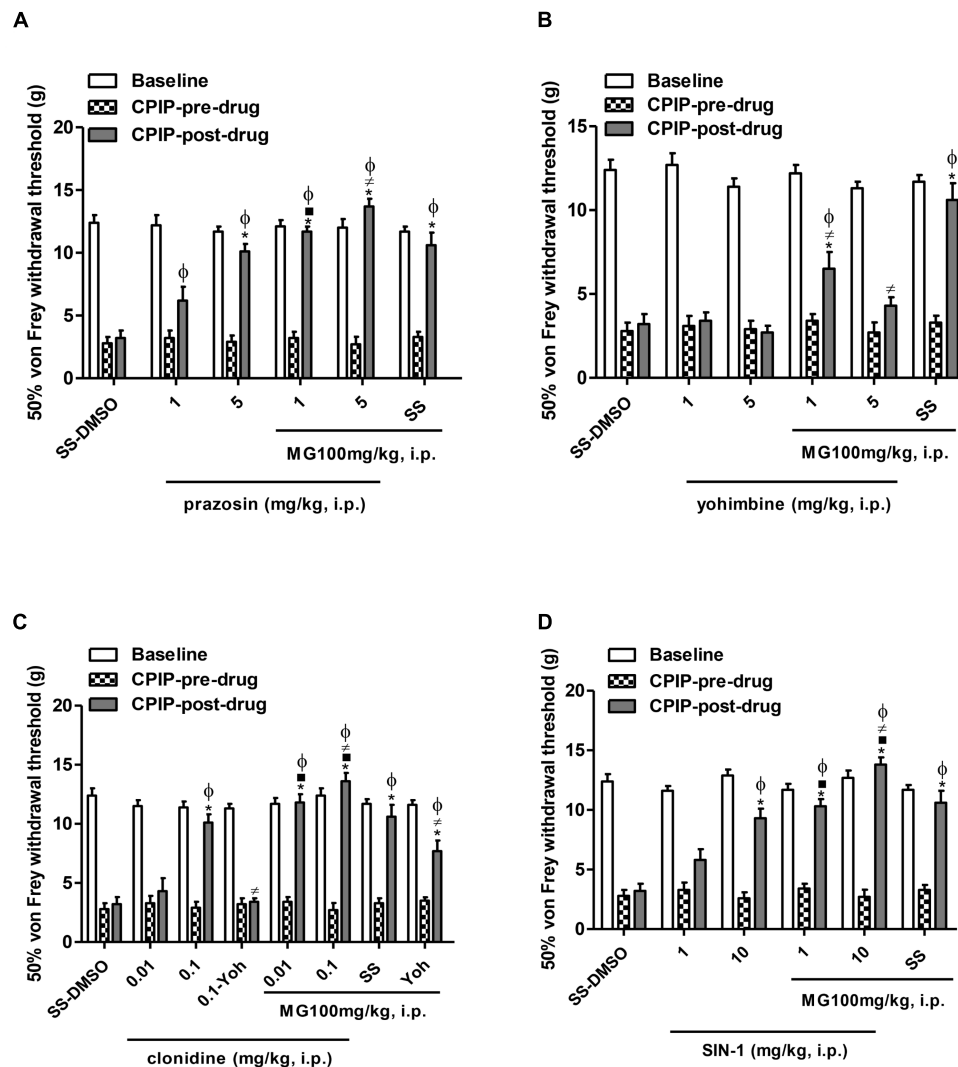 A
50% von Frey withdrawal threshold (g)
Baseline
CPIP-pre-drug
CPIP-post-drug
20
15
10
5
0
ϕ
ϕ
*
ϕ
■
*
ϕ
≠
*
ϕ
*
SS-DMSO 1 5 1 5 SS
MG100mg/kg, i.p.
prazosin (mg/kg, i.p.)
B
50% von Frey withdrawal threshold (g)
Baseline
CPIP-pre-drug
CPIP-post-drug
15
10
5
0
ϕ
≠
*
≠
ϕ
*
SS-DMSO 1 5 1 5 SS
MG100mg/kg, i.p.
yohimbine (mg/kg, i.p.)
C
50% von Frey withdrawal threshold (g)
Baseline
CPIP-pre-drug
CPIP-post-drug
20
15
10
5
0
ϕ
*
≠
ϕ
■
*
ϕ
≠
■
*
ϕ
*
ϕ
≠
*
SS-DMSO 0.01 0.1 0.1-Yoh 0.01 0.1 SS Yoh
MG100mg/kg, i.p.
clonidine (mg/kg, i.p.)
D
50% von Frey withdrawal threshold (g)
Baseline
CPIP-pre-drug
CPIP-post-drug
20
15
10
5
0
ϕ
*
ϕ
■
*
ϕ
≠
■
*
ϕ
*
SS-DMSO 1 10 1 10 SS
MG100mg/kg, i.p.
SIN-1 (mg/kg, i.p.)